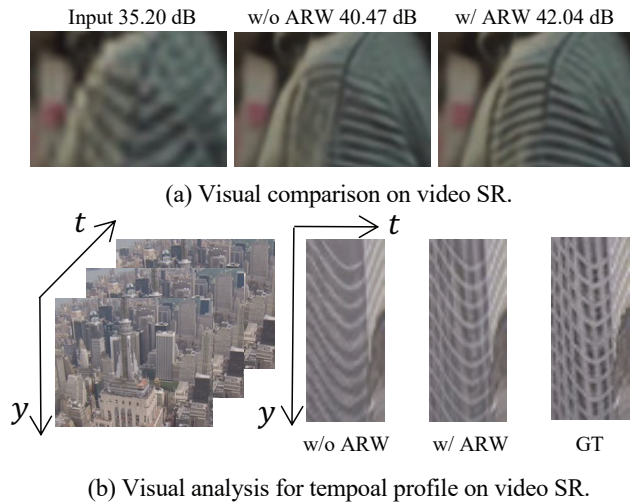 Input 35.20 dB w/o ARW 40.47 dB w/ ARW 42.04 dB
(a) Visual comparison on video SR.
t t
y y
w/o ARW w/ ARW GT
(b) Visual analysis for tempoal profile on video SR.